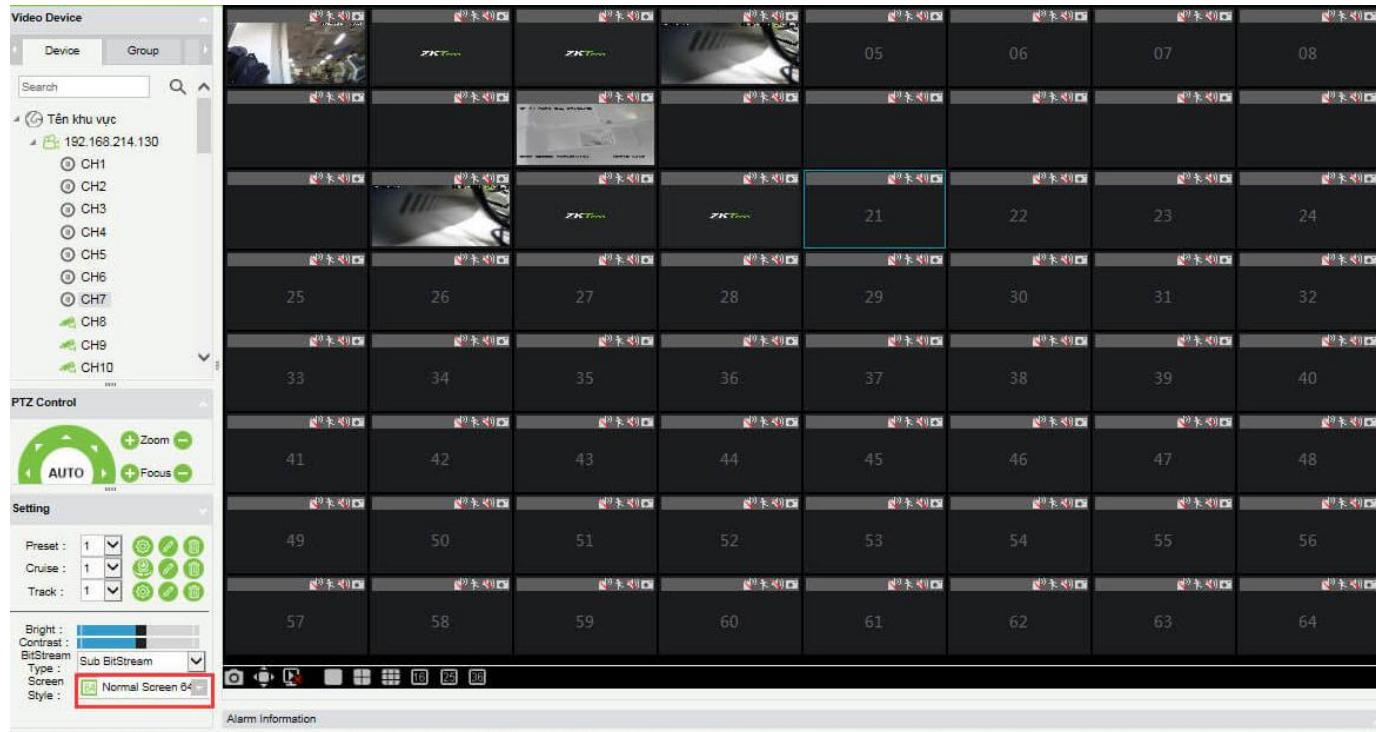 Video Device
Device Group
Search
Tên khu vực
192.168.214.130
CH1
CH2
CH3
CH4
CH5
CH6
CH7
CH8
CH9
CH10
PTZ Control
AUTO
Zoom
Focus
Setting
Preset : 1
Cruise : 1
Track : 1
Bright :
Contrast :
BitStream Type : Sub BitStream
Screen Style : 64 Normal Screen 64
ZKTeco ZKTeco 05 06 07 08
ZKTeco ZKTeco 21 22 23 24
25 26 27 28 29 30 31 32
33 34 35 36 37 38 39 40
41 42 43 44 45 46 47 48
49 50 51 52 53 54 55 56
57 58 59 60 61 62 63 64
16 25 36
Alarm Information